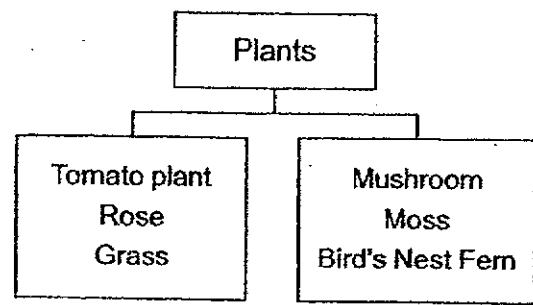 Plants
Tomato plant
Rose
Grass
Mushroom
Moss
Bird's Nest Fern